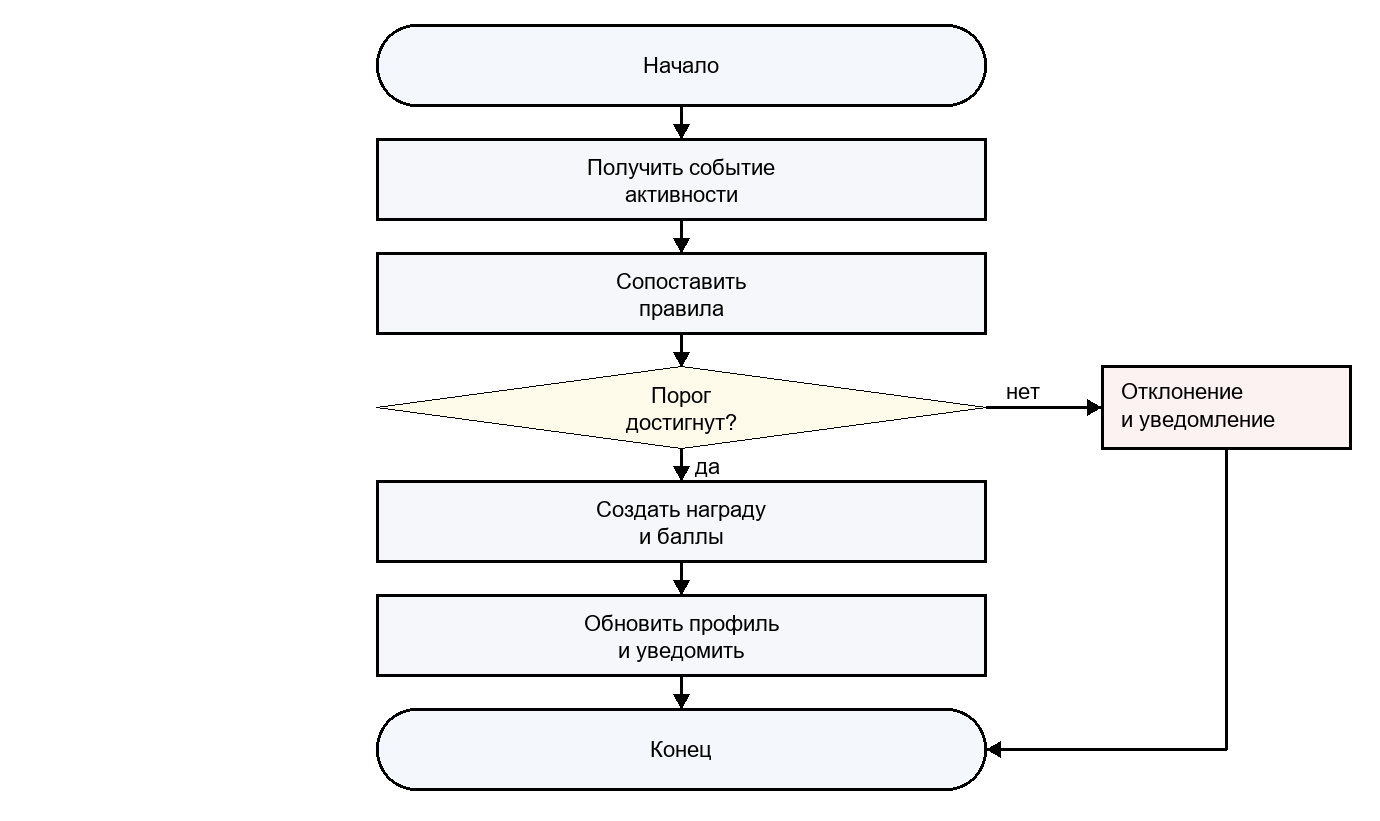 Начало
Получить событие
активности
Сопоставить
правила
Порог
достигнут?
нет
Отклонение
и уведомление
да
Создать награду
и баллы
Обновить профиль
и уведомить
Конец